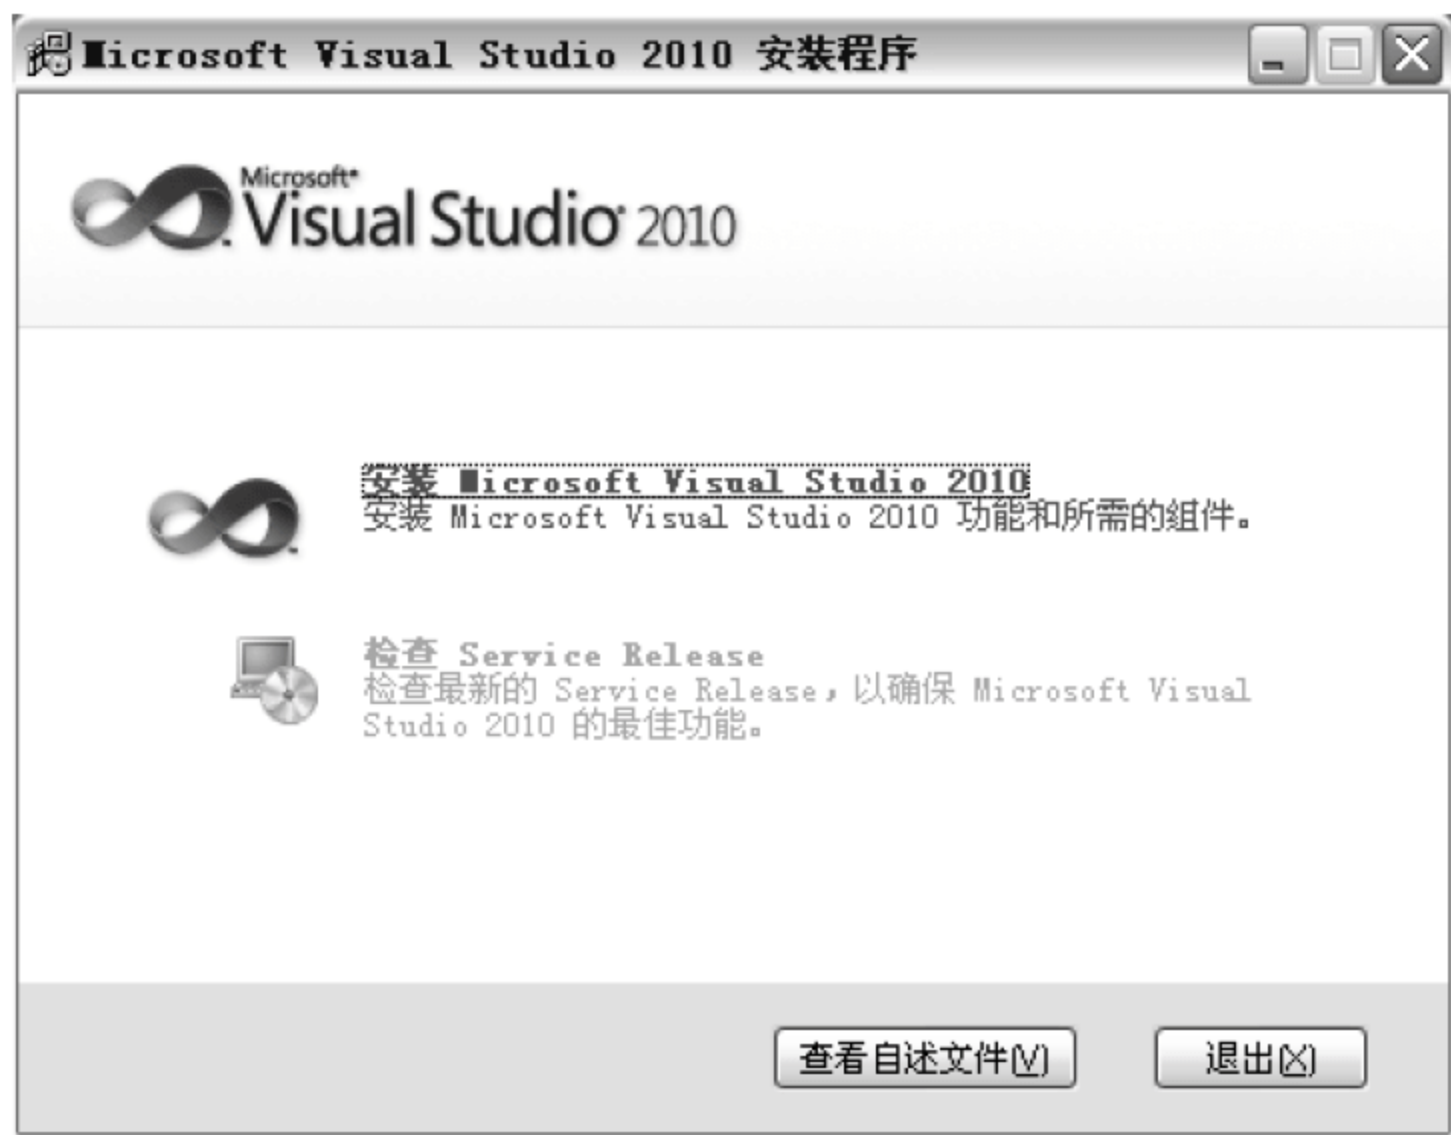 Microsoft Visual Studio 2010 安装程序
Microsoft
Visual Studio 2010
安装 Microsoft Visual Studio 2010
安装 Microsoft Visual Studio 2010 功能和所需的组件。
检查 Service Release
检查最新的 Service Release,以确保 Microsoft Visual
Studio 2010 的最佳功能。
查看自述文件(V) 退出(X)